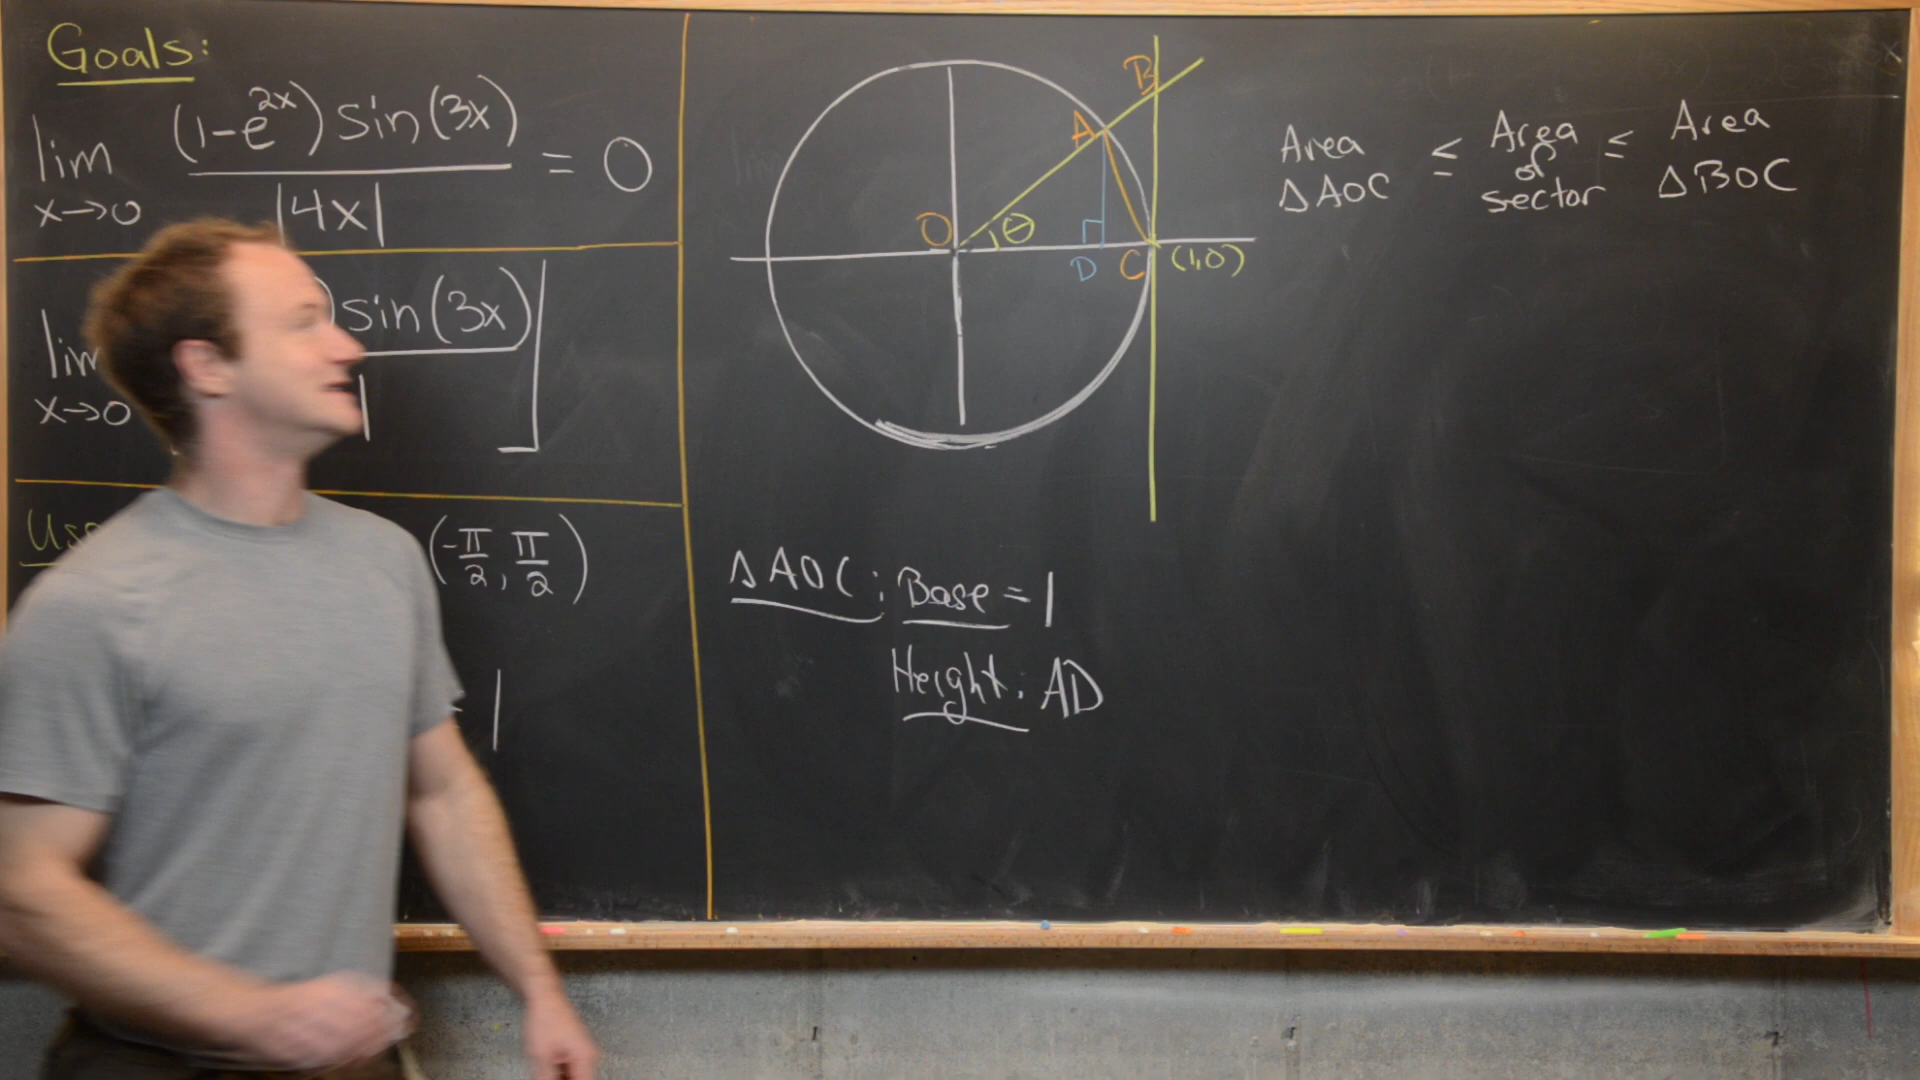 Goals:
lim x→0 (1-e^2x) sin(3x) / |4x| = 0
lim x→0 ) sin(3x) / |
(-π/2, π/2)
= 1
B
A
O θ
D C (1,0)
Area ΔAOC ≤ Area of sector ≤ Area ΔBOC
ΔAOC: Base = 1
Height: AD